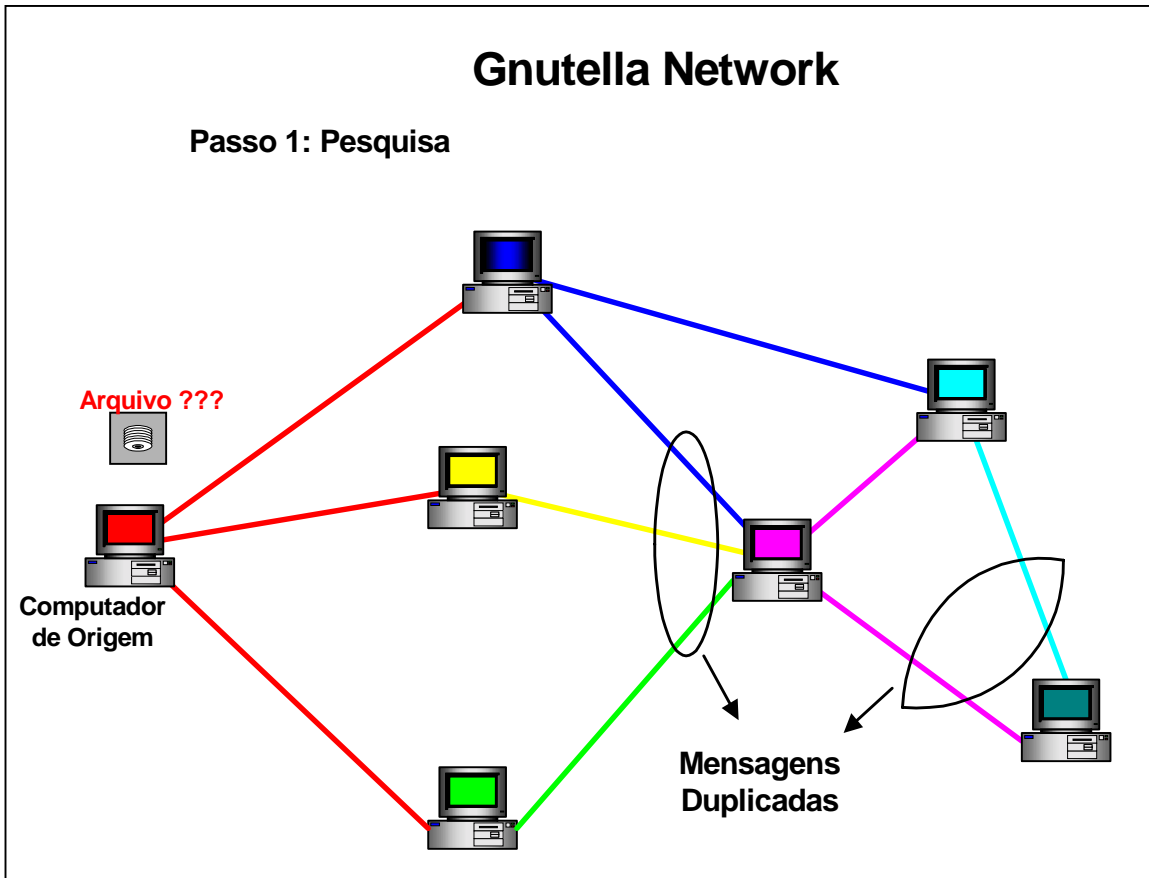 Gnutella Network
Passo 1: Pesquisa
Arquivo ???
Computador
de Origem
Mensagens
Duplicadas